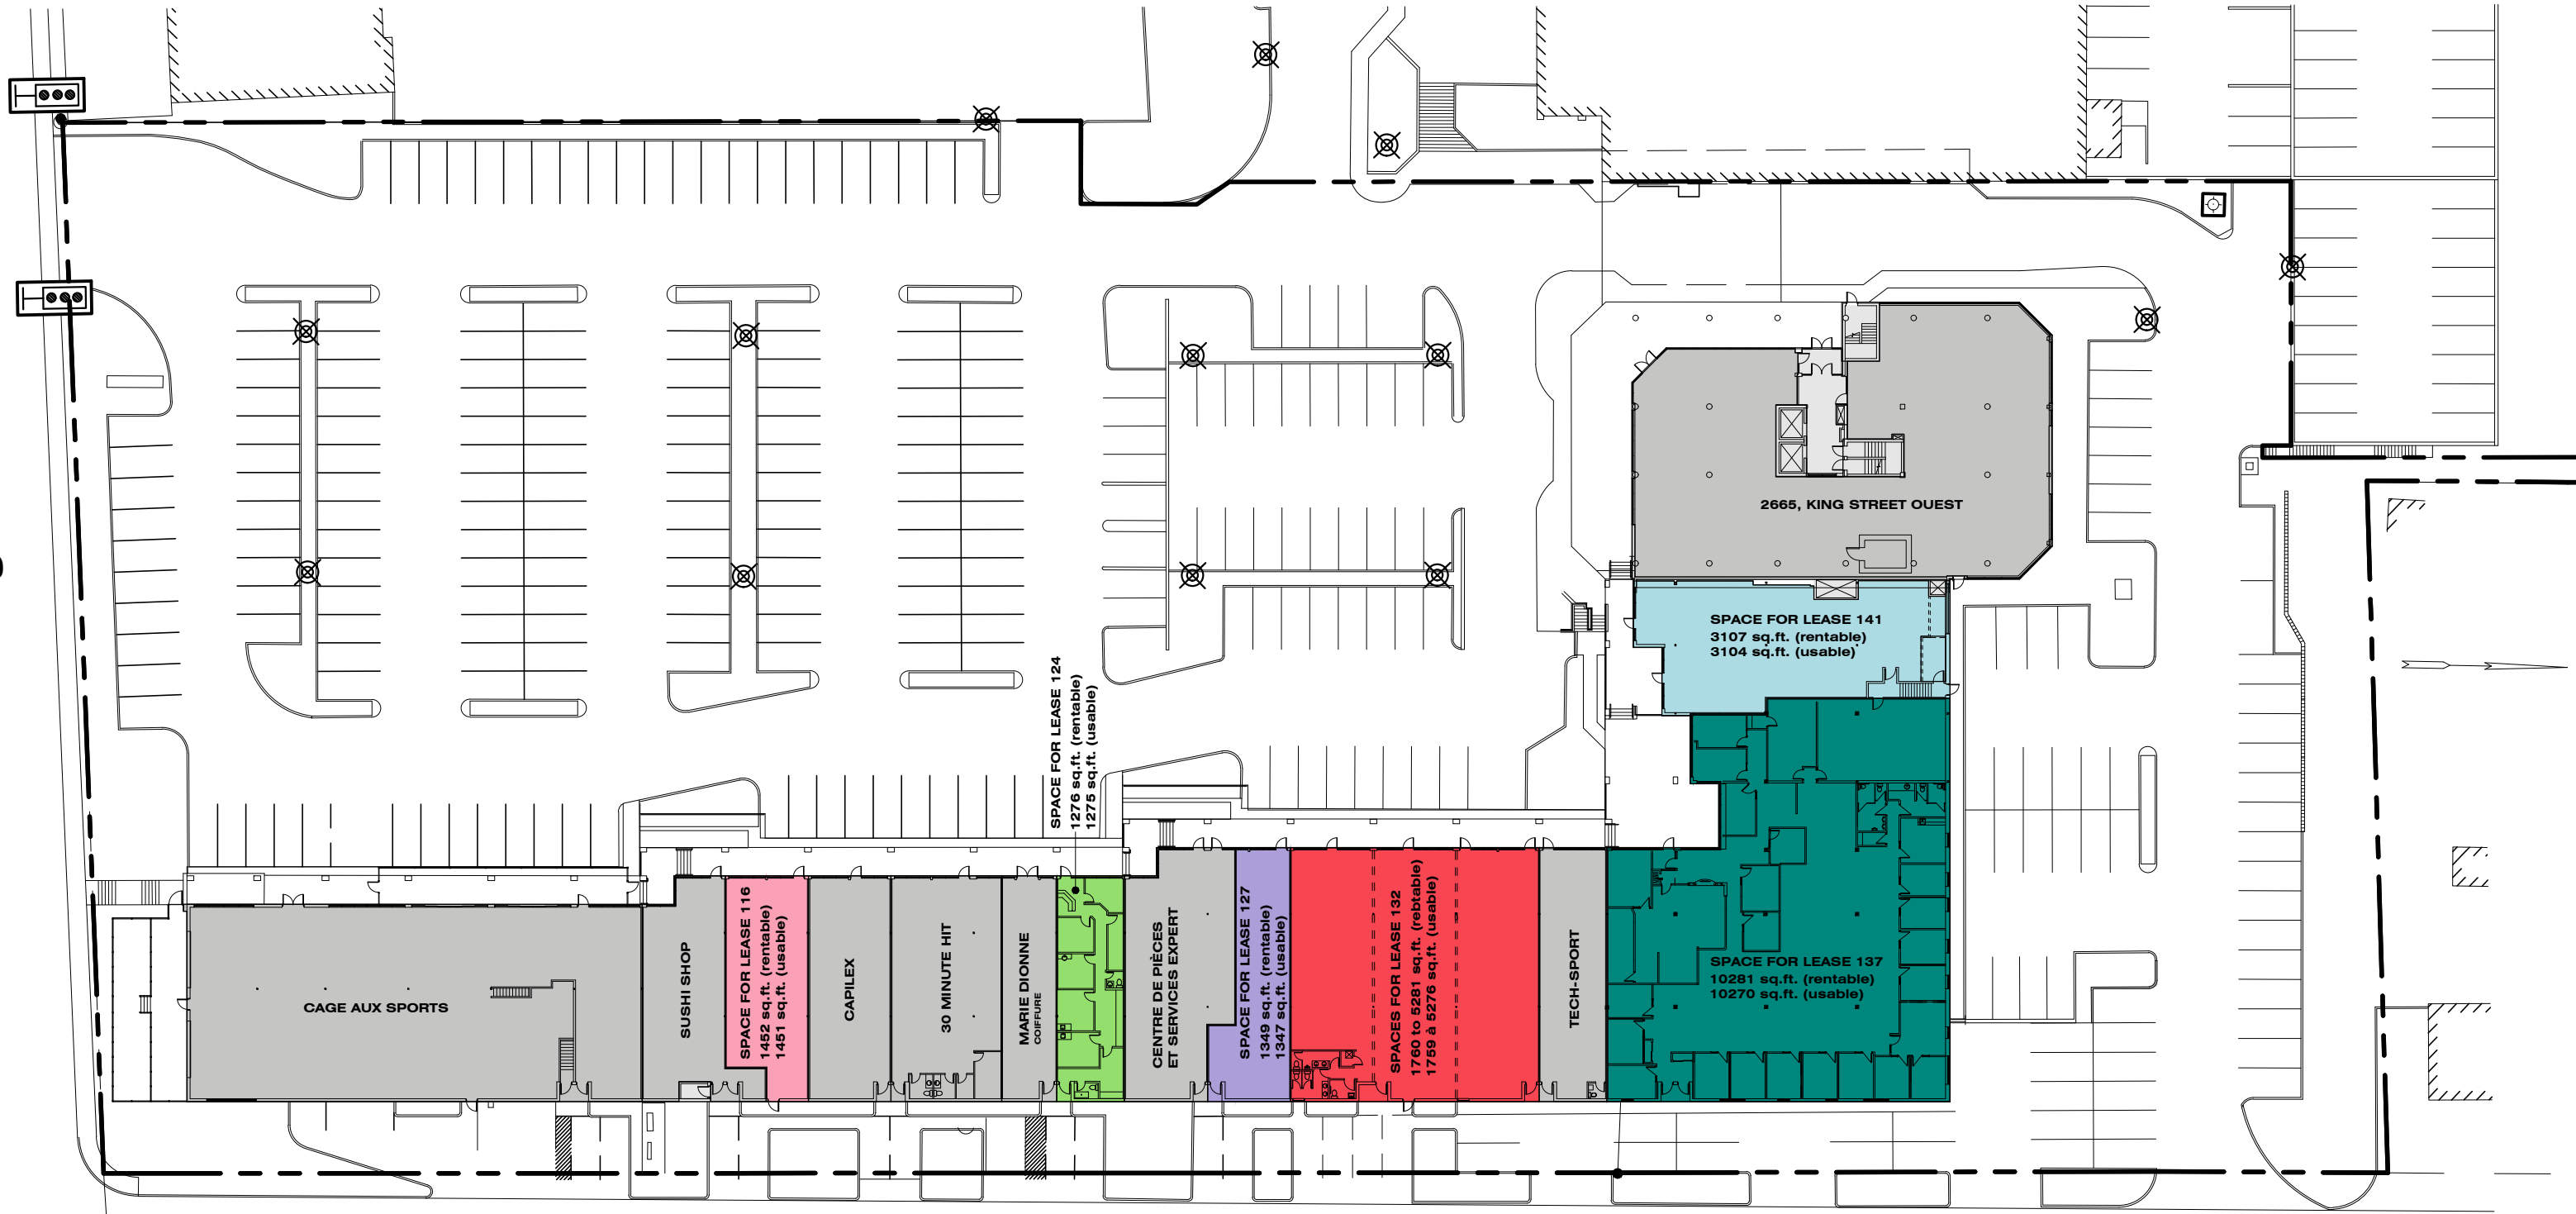 2665, KING STREET OUEST
SPACE FOR LEASE 141
3107 sq.ft. (rentable)
3104 sq.ft. (usable)
SPACE FOR LEASE 124
1276 sq.ft. (rentable)
1275 sq.ft. (usable)
CAGE AUX SPORTS
SUSHI SHOP
SPACE FOR LEASE 116
1452 sq.ft. (rentable)
1451 sq.ft. (usable)
CAPILEX
30 MINUTE HIT
MARIE DIONNE
COIFFURE
CENTRE DE PIÈCES
ET SERVICES EXPERT
SPACE FOR LEASE 127
1349 sq.ft. (rentable)
1347 sq.ft. (usable)
SPACES FOR LEASE 132
1760 to 5281 sq.ft. (rebtable)
1759 à 5276 sq.ft. (usable)
TECH-SPORT
SPACE FOR LEASE 137
10281 sq.ft. (rentable)
10270 sq.ft. (usable)